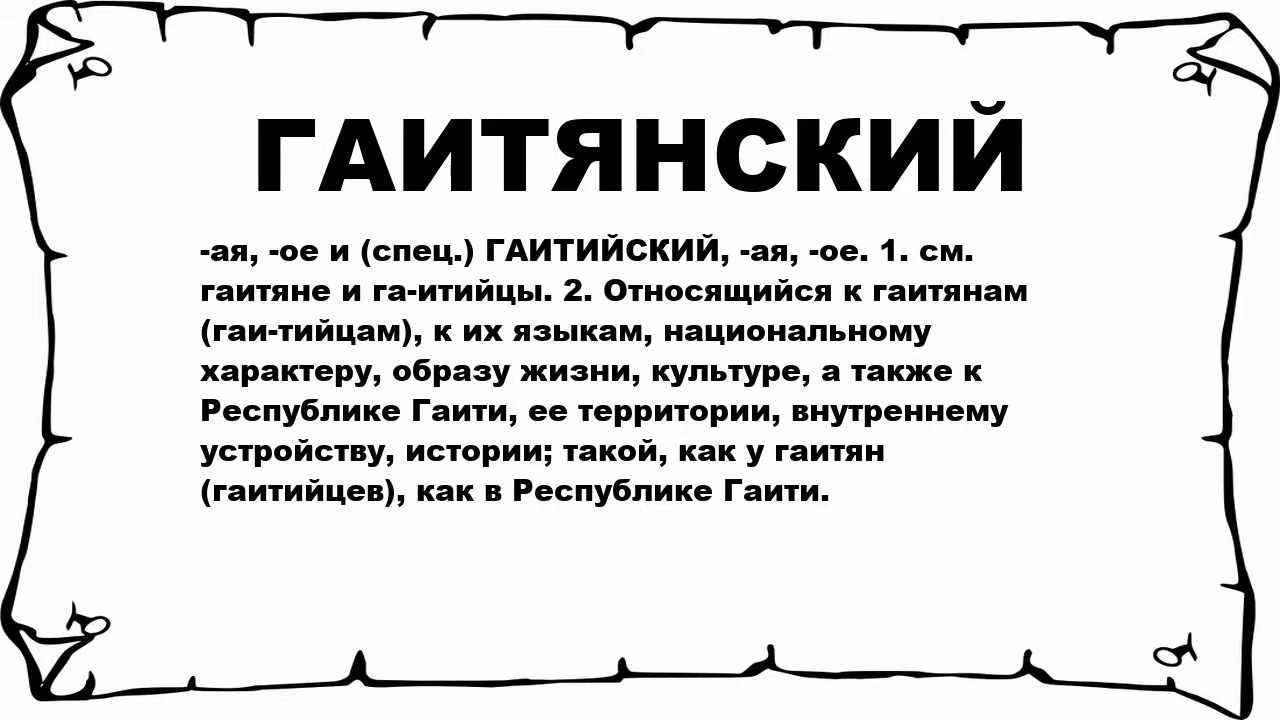 ГАИТЯНСКИЙ
-ая, -ое и (спец.) ГАИТИЙСКИЙ, -ая, -ое. 1. см.
гаитяне и га-итийцы. 2. Относящийся к гаитянам
(гаи-тийцам), к их языкам, национальному
характеру, образу жизни, культуре, а также к
Республике Гаити, ее территории, внутреннему
устройству, истории; такой, как у гаитян
(гаитийцев), как в Республике Гаити.